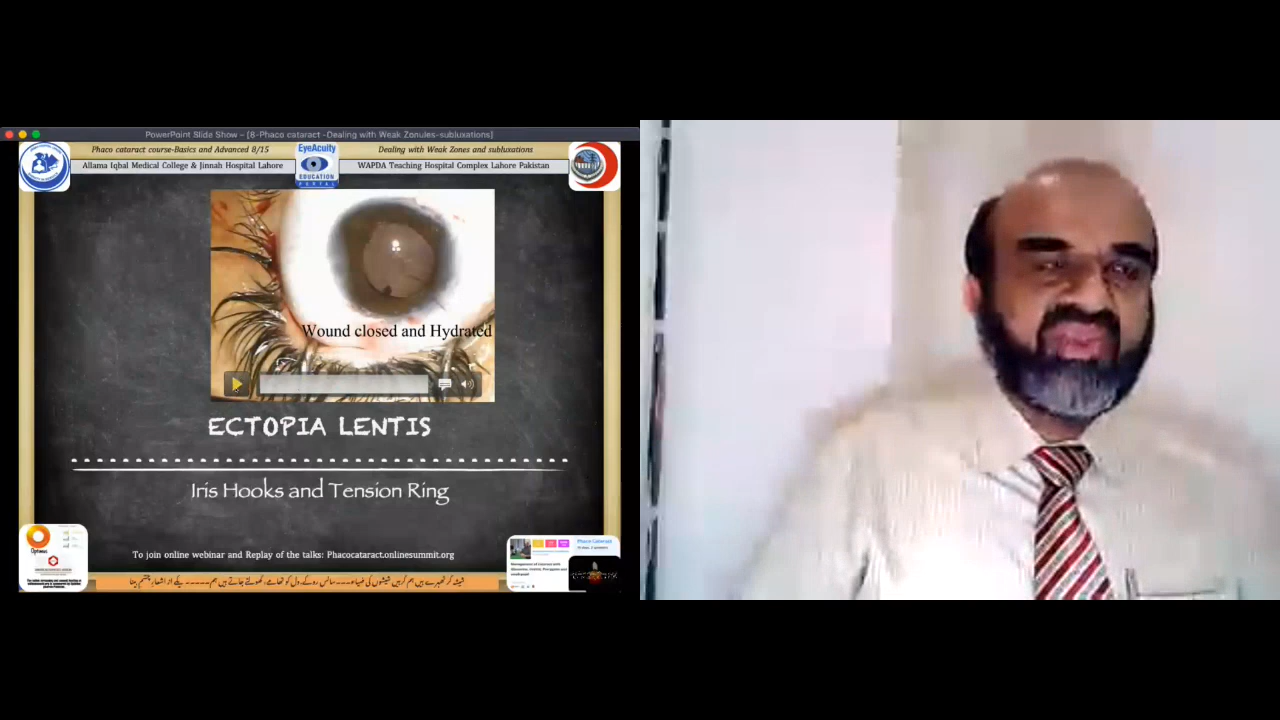 PowerPoint Slide Show – [8-Phaco cataract -Dealing with Weak Zonules-subluxations]
Phaco cataract course-Basics and Advanced 8/15
Dealing with Weak Zones and subluxations
Allama Iqbal Medical College & Jinnah Hospital Lahore
WAPDA Teaching Hospital Complex Lahore Pakistan
EyeAcuity
EDUCATION
PORTAL
Wound closed and Hydrated
ECTOPIA LENTIS
Iris Hooks and Tension Ring
To join online webinar and Replay of the talks: Phacocataract.onlinesummit.org
Phaco Cataract